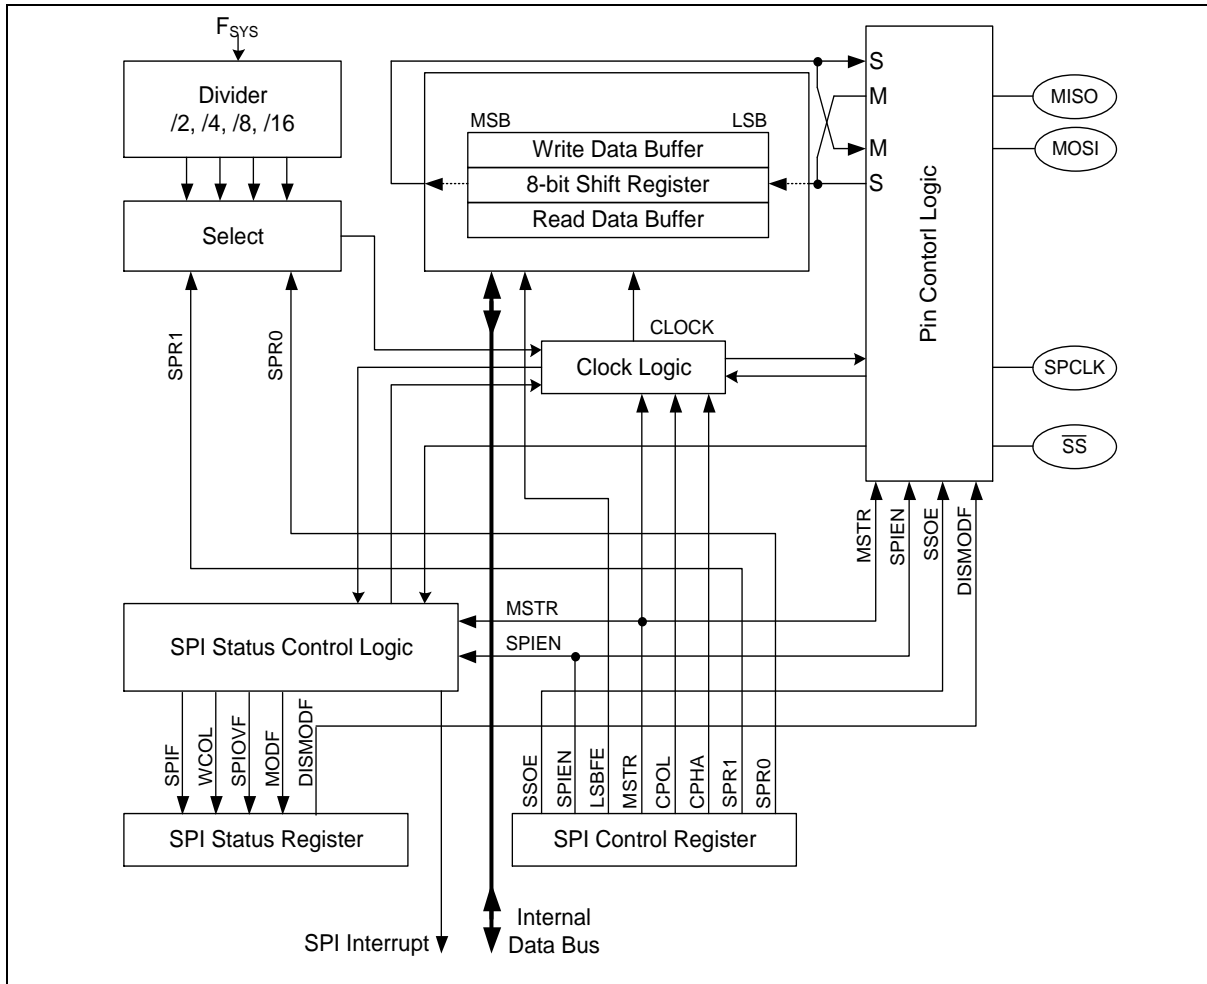 FSYS
Divider
/2, /4, /8, /16
Select
SPR1
SPR0
MSB
LSB
Write Data Buffer
8-bit Shift Register
Read Data Buffer
CLOCK
Clock Logic
S
M
M
S
Pin Contorl Logic
MISO
MOSI
SPCLK
SS
MSTR
SPIEN
SSOE
DISMODF
MSTR
SPIEN
SPI Status Control Logic
SPIF
WCOL
SPIOVF
MODF
DISMODF
SPI Status Register
SSOE
SPIEN
LSBFE
MSTR
CPOL
CPHA
SPR1
SPR0
SPI Control Register
SPI Interrupt
Internal
Data Bus